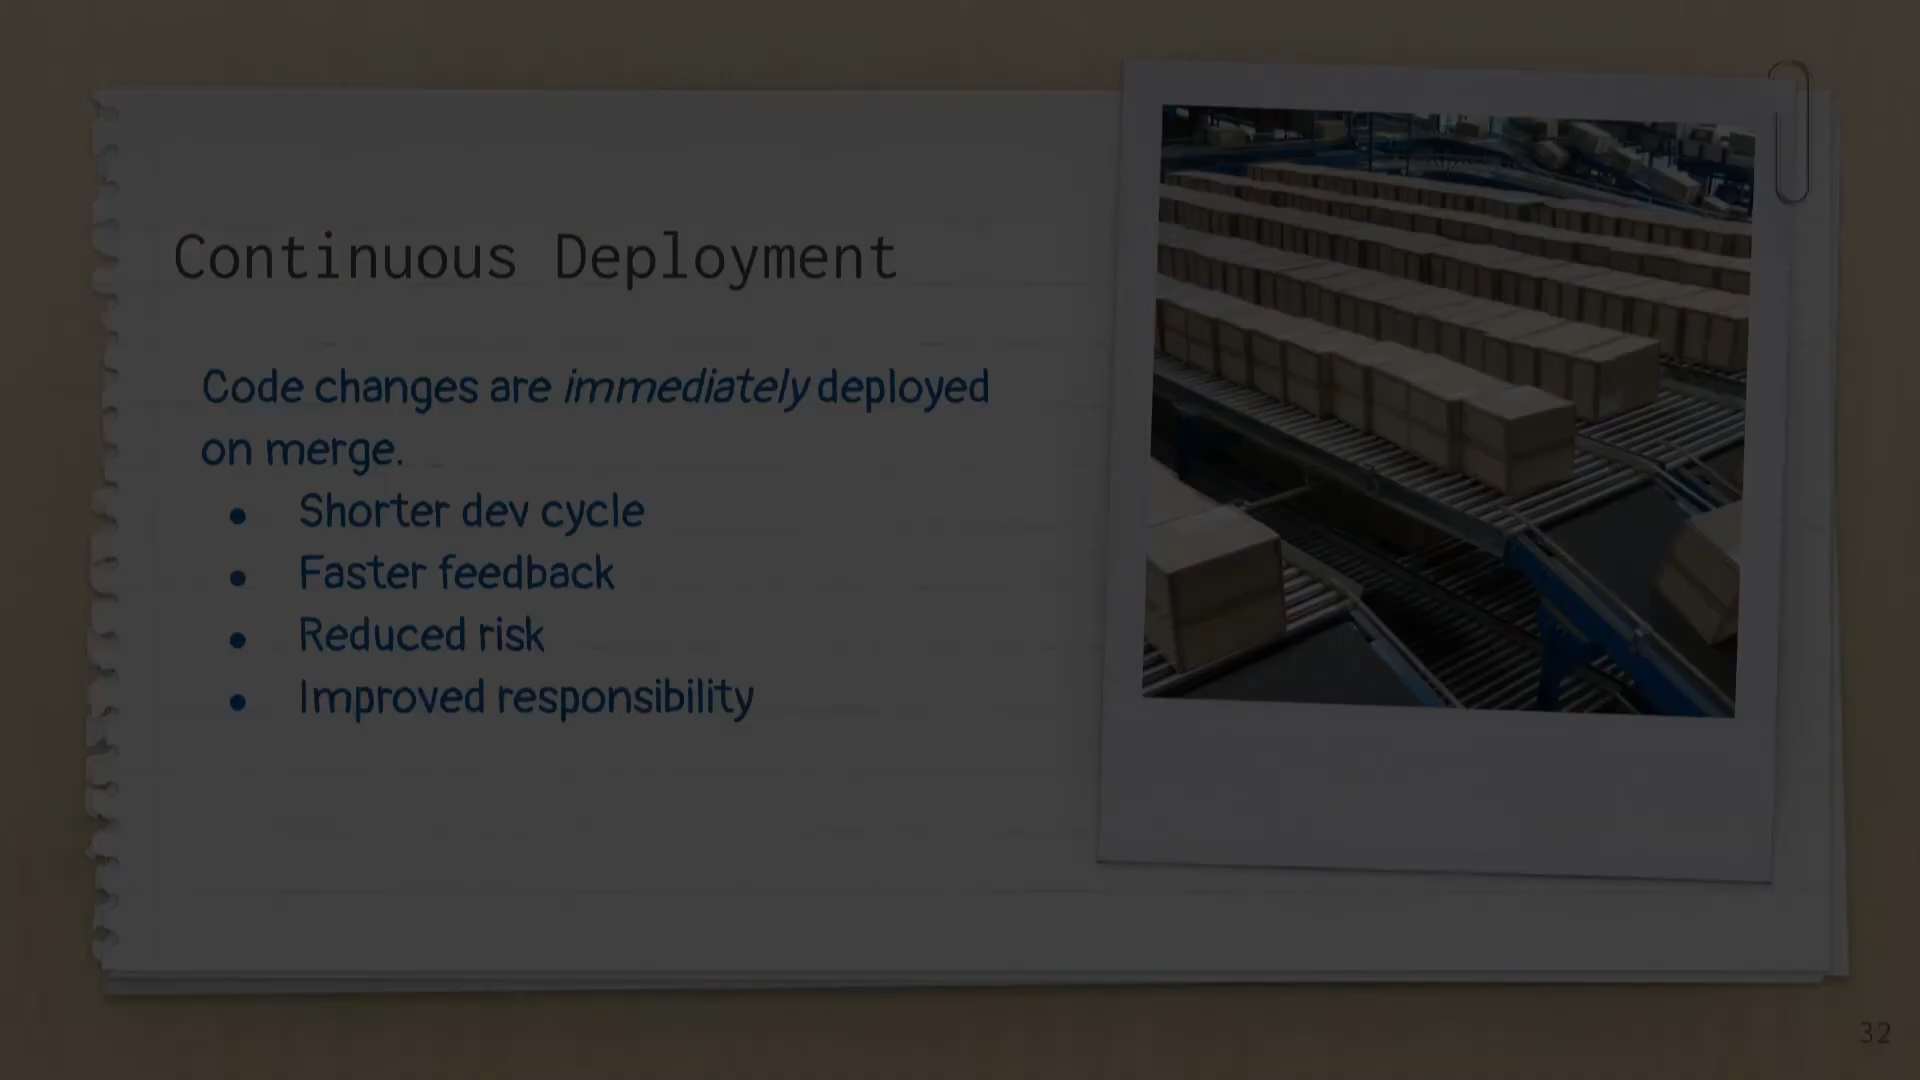 Continuous Deployment
Code changes are immediately deployed
on merge.
● Shorter dev cycle
● Faster feedback
● Reduced risk
● Improved responsibility
32